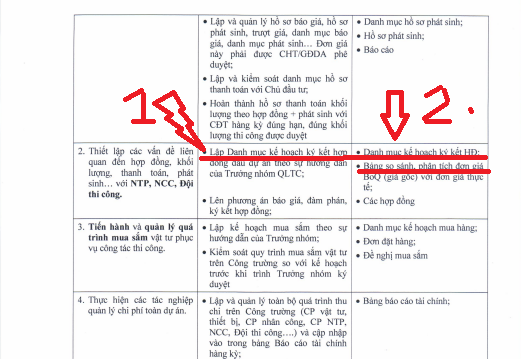 • Lập và quản lý hồ sơ báo giá, hồ sơ
phát sinh, trượt giá, danh mục báo
giá, danh mục phát sinh… Đơn giá
này phải được CHT/GĐDA phê
duyệt;
• Lập và kiểm soát danh mục hồ sơ
thanh toán với Chủ đầu tư;
• Hoàn thành hồ sơ thanh toán khối
lượng theo hợp đồng + phát sinh với
CĐT hàng kỳ đúng hạn, đúng khối
lượng thi công được duyệt
• Danh mục hồ sơ phát sinh;
• Hồ sơ phát sinh;
• Báo cáo
1
2.
2. Thiết lập các vấn đề liên
quan đến hợp đồng, khối
lượng, thanh toán, phát
sinh… với NTP, NCC, Đội
thi công.
• Lập Danh mục kế hoạch ký kết hợp
đồng đầu dự án theo sự hướng dẫn
của Trưởng nhóm QLTC;
• Lên phương án báo giá, đàm phán,
ký kết hợp đồng;
• Danh mục kế hoạch ký kết HĐ;
• Bảng so sánh, phân tích đơn giá
BoQ (giá gốc) với đơn giá thực
tế;
• Các hợp đồng
3. Tiến hành và quản lý quá
trình mua sắm vật tư phục
vụ công tác thi công.
• Lập kế hoạch mua sắm theo sự
hướng dẫn của Trưởng nhóm;
• Kiểm soát quy trình mua sắm vật tư
trên Công trường so với kế hoạch
trước khi trình Trưởng nhóm ký
duyệt
• Danh mục kế hoạch mua hàng;
• Đơn đặt hàng;
• Đề nghị mua sắm
4. Thực hiện các tác nghiệp
quản lý chi phí toàn dự án.
• Lập và quản lý toàn bộ quá trình thu
chi trên Công trường (CP vật tư,
thiết bị, CP nhân công, CP NTP,
NCC, Đội thi công….) và cập nhập
vào trong bảng Báo cáo tài chính
hàng kỳ;
• Bảng báo cáo tài chính;